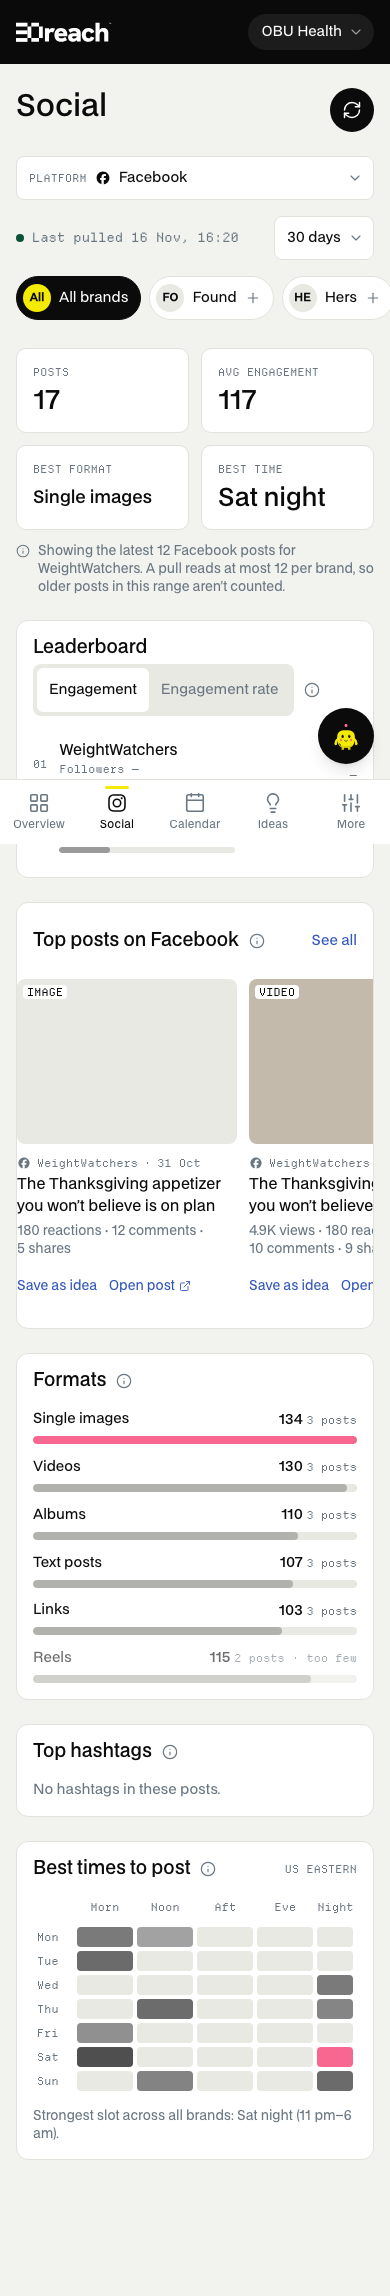 reach
OBU Health
Social
PLATFORM Facebook
Last pulled 16 Nov, 16:20
30 days
All All brands
FO Found
HE Hers
POSTS
17
AVG ENGAGEMENT
117
BEST FORMAT
Single images
BEST TIME
Sat night
Showing the latest 12 Facebook posts for
WeightWatchers. A pull reads at most 12 per brand, so
older posts in this range aren't counted.
Leaderboard
Engagement Engagement rate
01 WeightWatchers
Followers —
—
Overview
Social
Calendar
Ideas
More
Top posts on Facebook
See all
IMAGE
WeightWatchers · 31 Oct
The Thanksgiving appetizer
you won't believe is on plan
180 reactions · 12 comments ·
5 shares
Save as idea Open post
VIDEO
WeightWatchers
The Thanksgiving
you won't believe
4.9K views · 180 rea
10 comments · 9 sha
Save as idea Open
Formats
Single images 134 3 posts
Videos 130 3 posts
Albums 110 3 posts
Text posts 107 3 posts
Links 103 3 posts
Reels 115 2 posts · too few
Top hashtags
No hashtags in these posts.
Best times to post
US EASTERN
Morn Noon Aft Eve Night
Mon
Tue
Wed
Thu
Fri
Sat
Sun
Strongest slot across all brands: Sat night (11 pm–6
am).